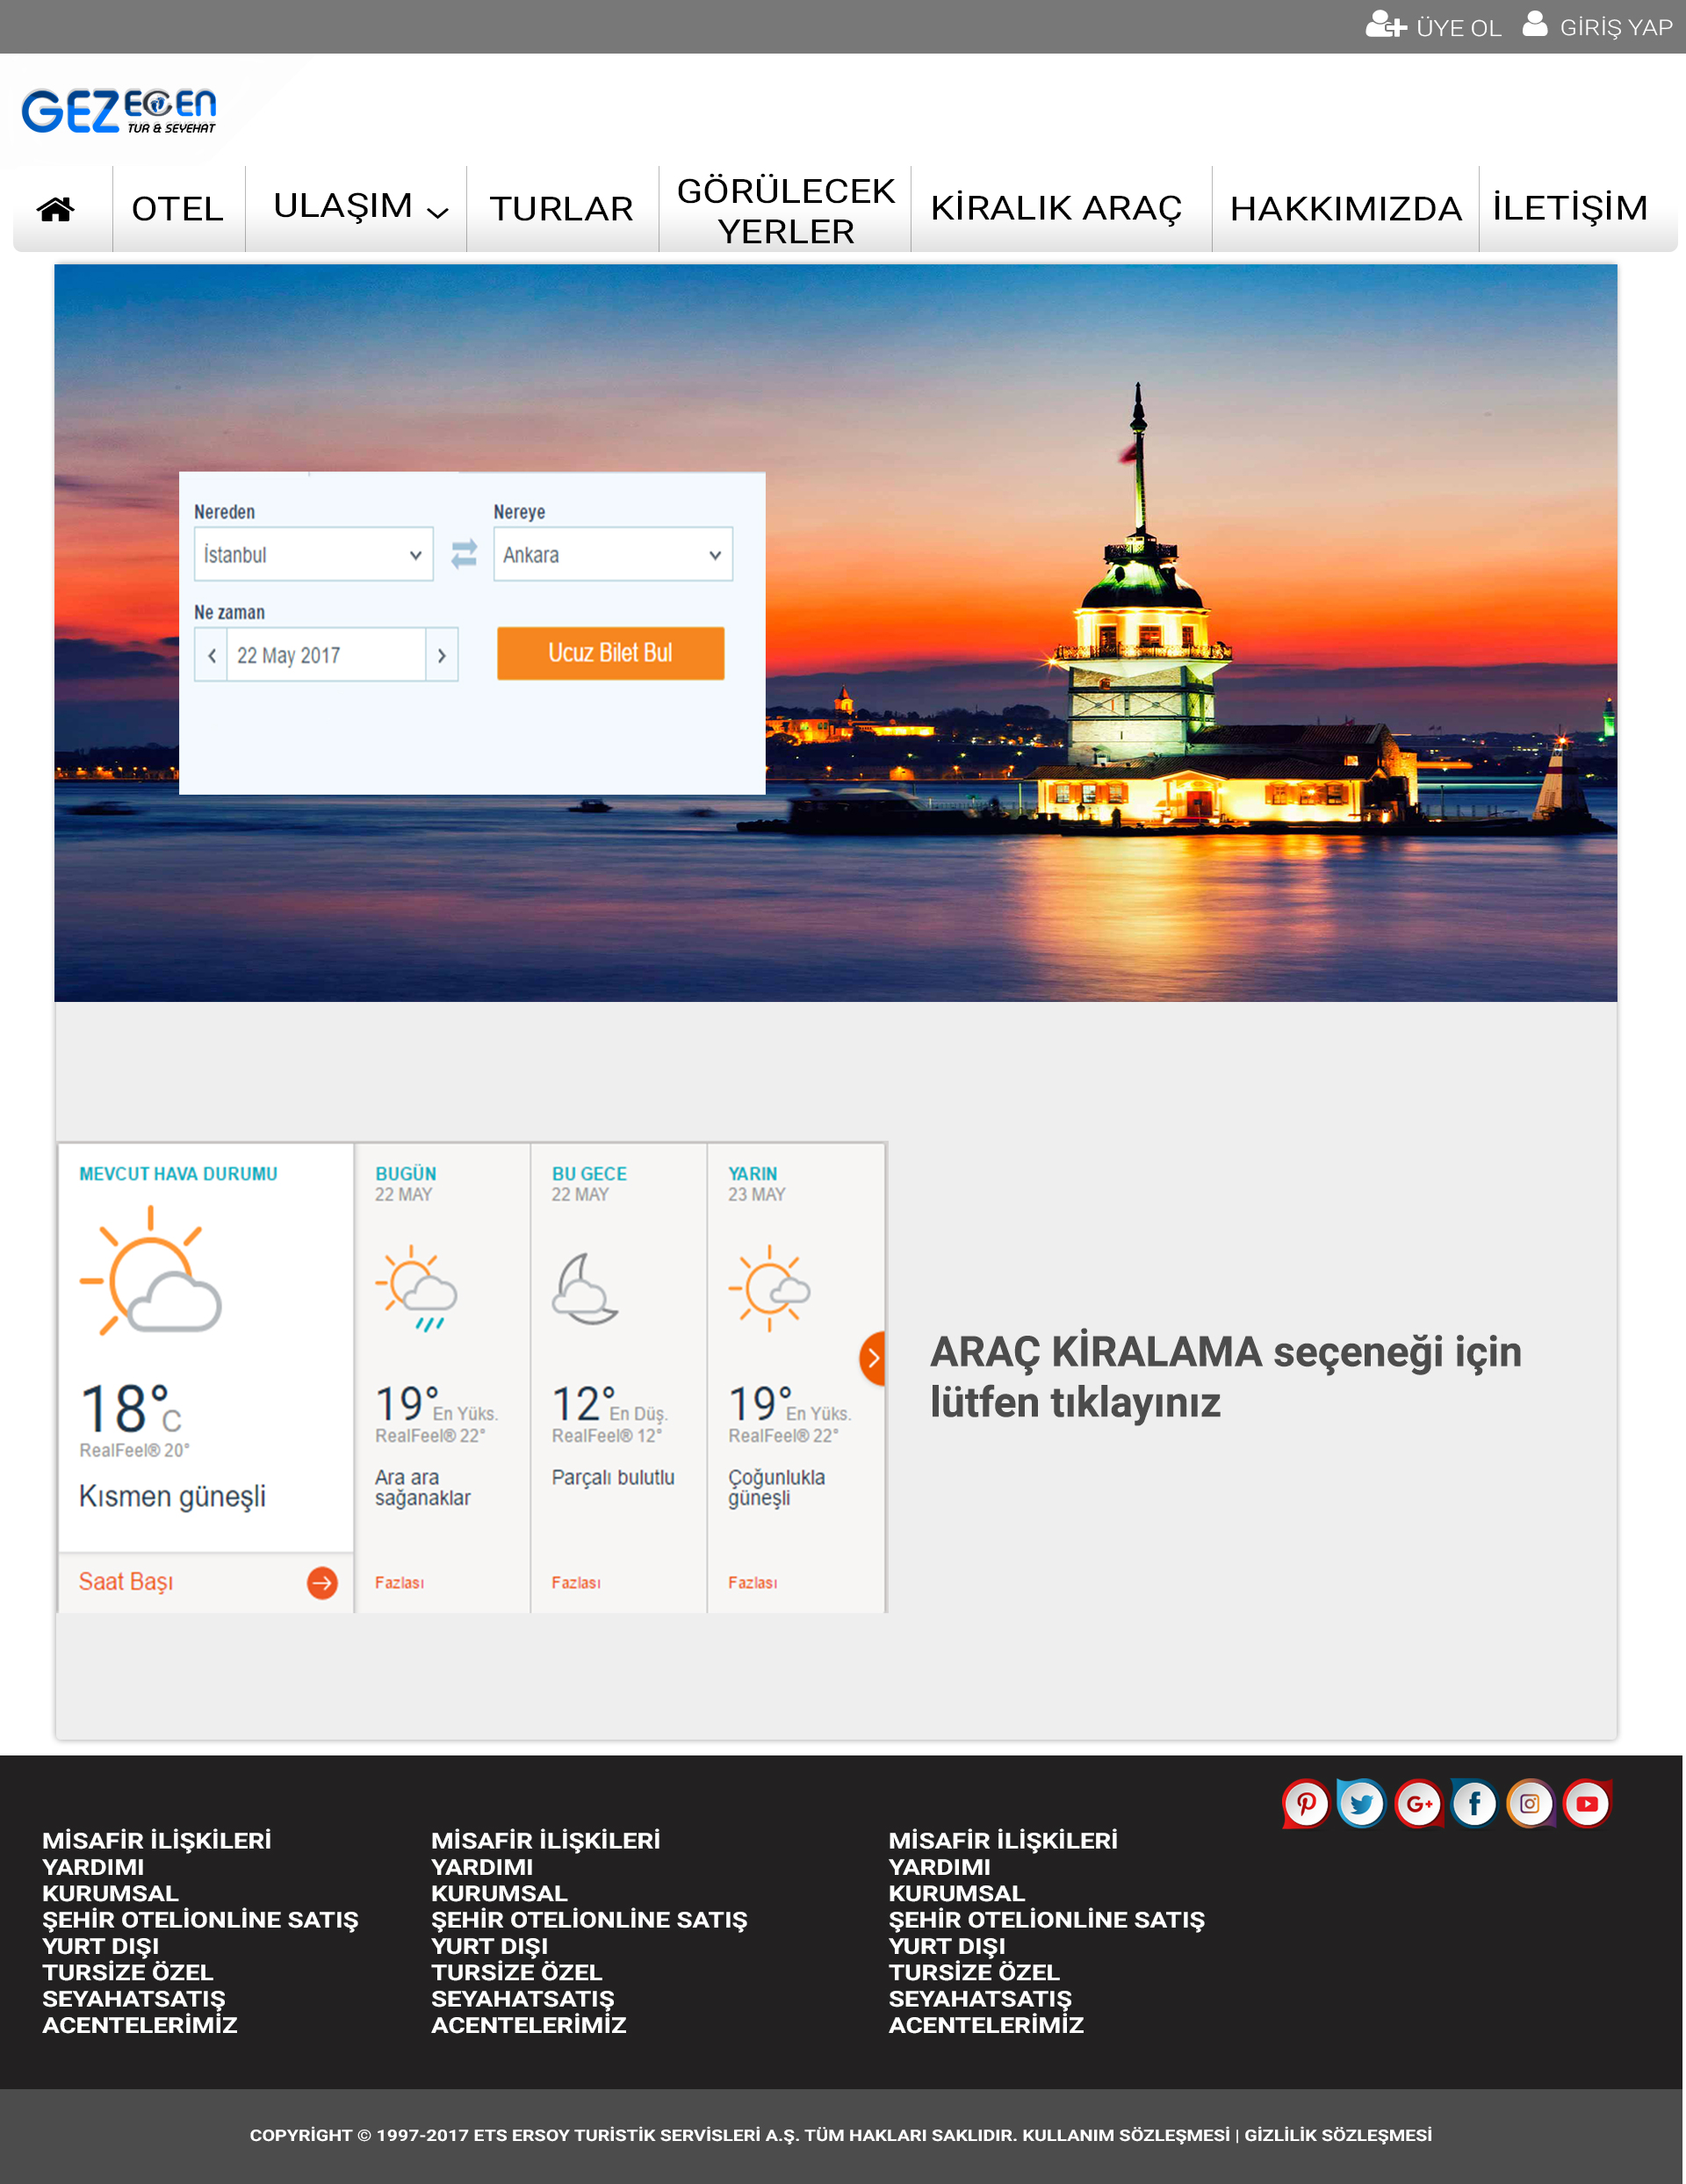 ÜYE OL GİRİŞ YAP
GEZEGEN
TUR & SEYEHAT
OTEL
ULAŞIM
TURLAR
GÖRÜLECEK
YERLER
KİRALIK ARAÇ
HAKKIMIZDA
İLETİŞİM
Nereden
Nereye
İstanbul
Ankara
Ne zaman
22 May 2017
Ucuz Bilet Bul
MEVCUT HAVA DURUMU
18°C
RealFeel® 20°
Kısmen güneşli
Saat Başı
BUGÜN
22 MAY
19° En Yüks.
RealFeel® 22°
Ara ara
sağanaklar
Fazlası
BU GECE
22 MAY
12° En Düş.
RealFeel® 12°
Parçalı bulutlu
Fazlası
YARIN
23 MAY
19° En Yüks.
RealFeel® 22°
Çoğunlukla
güneşli
Fazlası
ARAÇ KİRALAMA seçeneği için
lütfen tıklayınız
MİSAFİR İLİŞKİLERİ
YARDIMI
KURUMSAL
ŞEHİR OTELİONLİNE SATIŞ
YURT DIŞI
TURSİZE ÖZEL
SEYAHATSATIŞ
ACENTELERİMİZ
MİSAFİR İLİŞKİLERİ
YARDIMI
KURUMSAL
ŞEHİR OTELİONLİNE SATIŞ
YURT DIŞI
TURSİZE ÖZEL
SEYAHATSATIŞ
ACENTELERİMİZ
MİSAFİR İLİŞKİLERİ
YARDIMI
KURUMSAL
ŞEHİR OTELİONLİNE SATIŞ
YURT DIŞI
TURSİZE ÖZEL
SEYAHATSATIŞ
ACENTELERİMİZ
COPYRİGHT © 1997-2017 ETS ERSOY TURİSTİK SERVİSLERİ A.Ş. TÜM HAKLARI SAKLIDIR. KULLANIM SÖZLEŞMESİ | GİZLİLİK SÖZLEŞMESİ